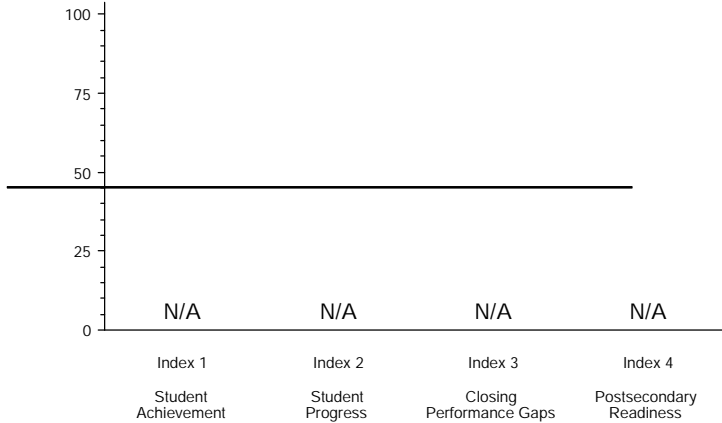 100
75
50
25
0
N/A N/A N/A N/A
Index 1 Index 2 Index 3 Index 4
Student Student Closing Postsecondary
Achievement Progress Performance Gaps Readiness